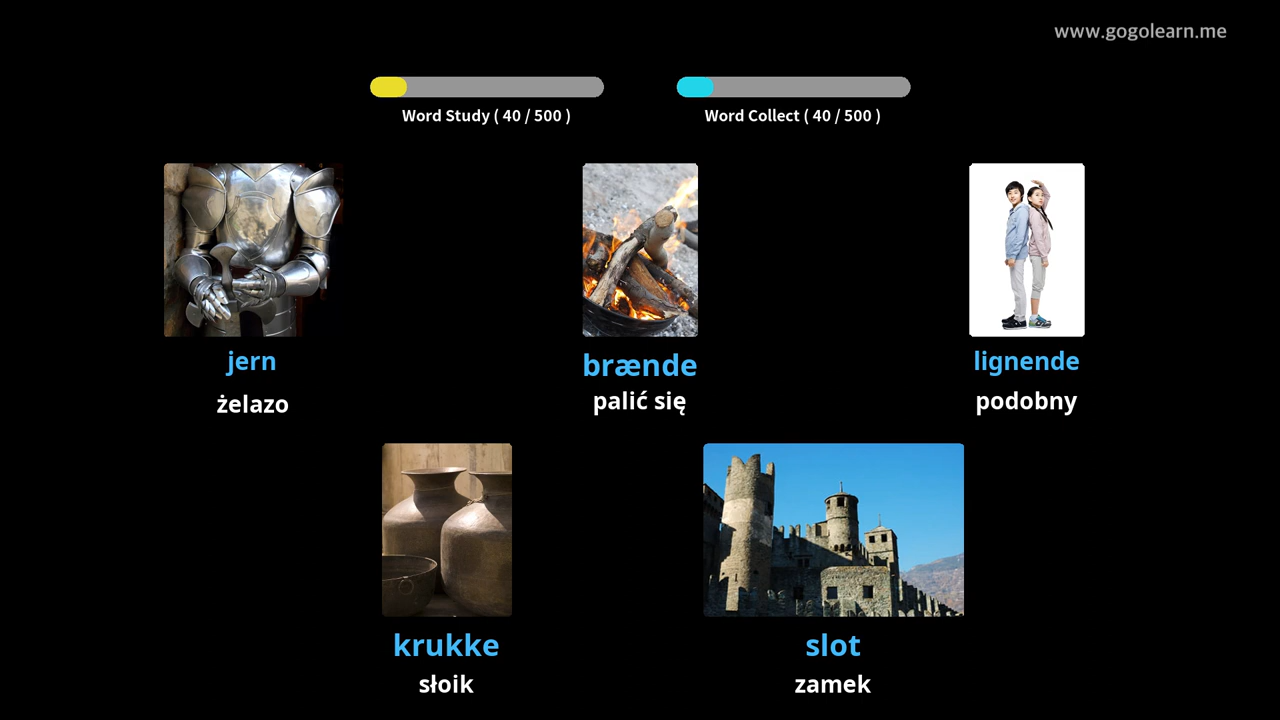 www.gogolearn.me
Word Study ( 40 / 500 )
Word Collect ( 40 / 500 )
jern
żelazo
brænde
palić się
lignende
podobny
krukke
słoik
slot
zamek